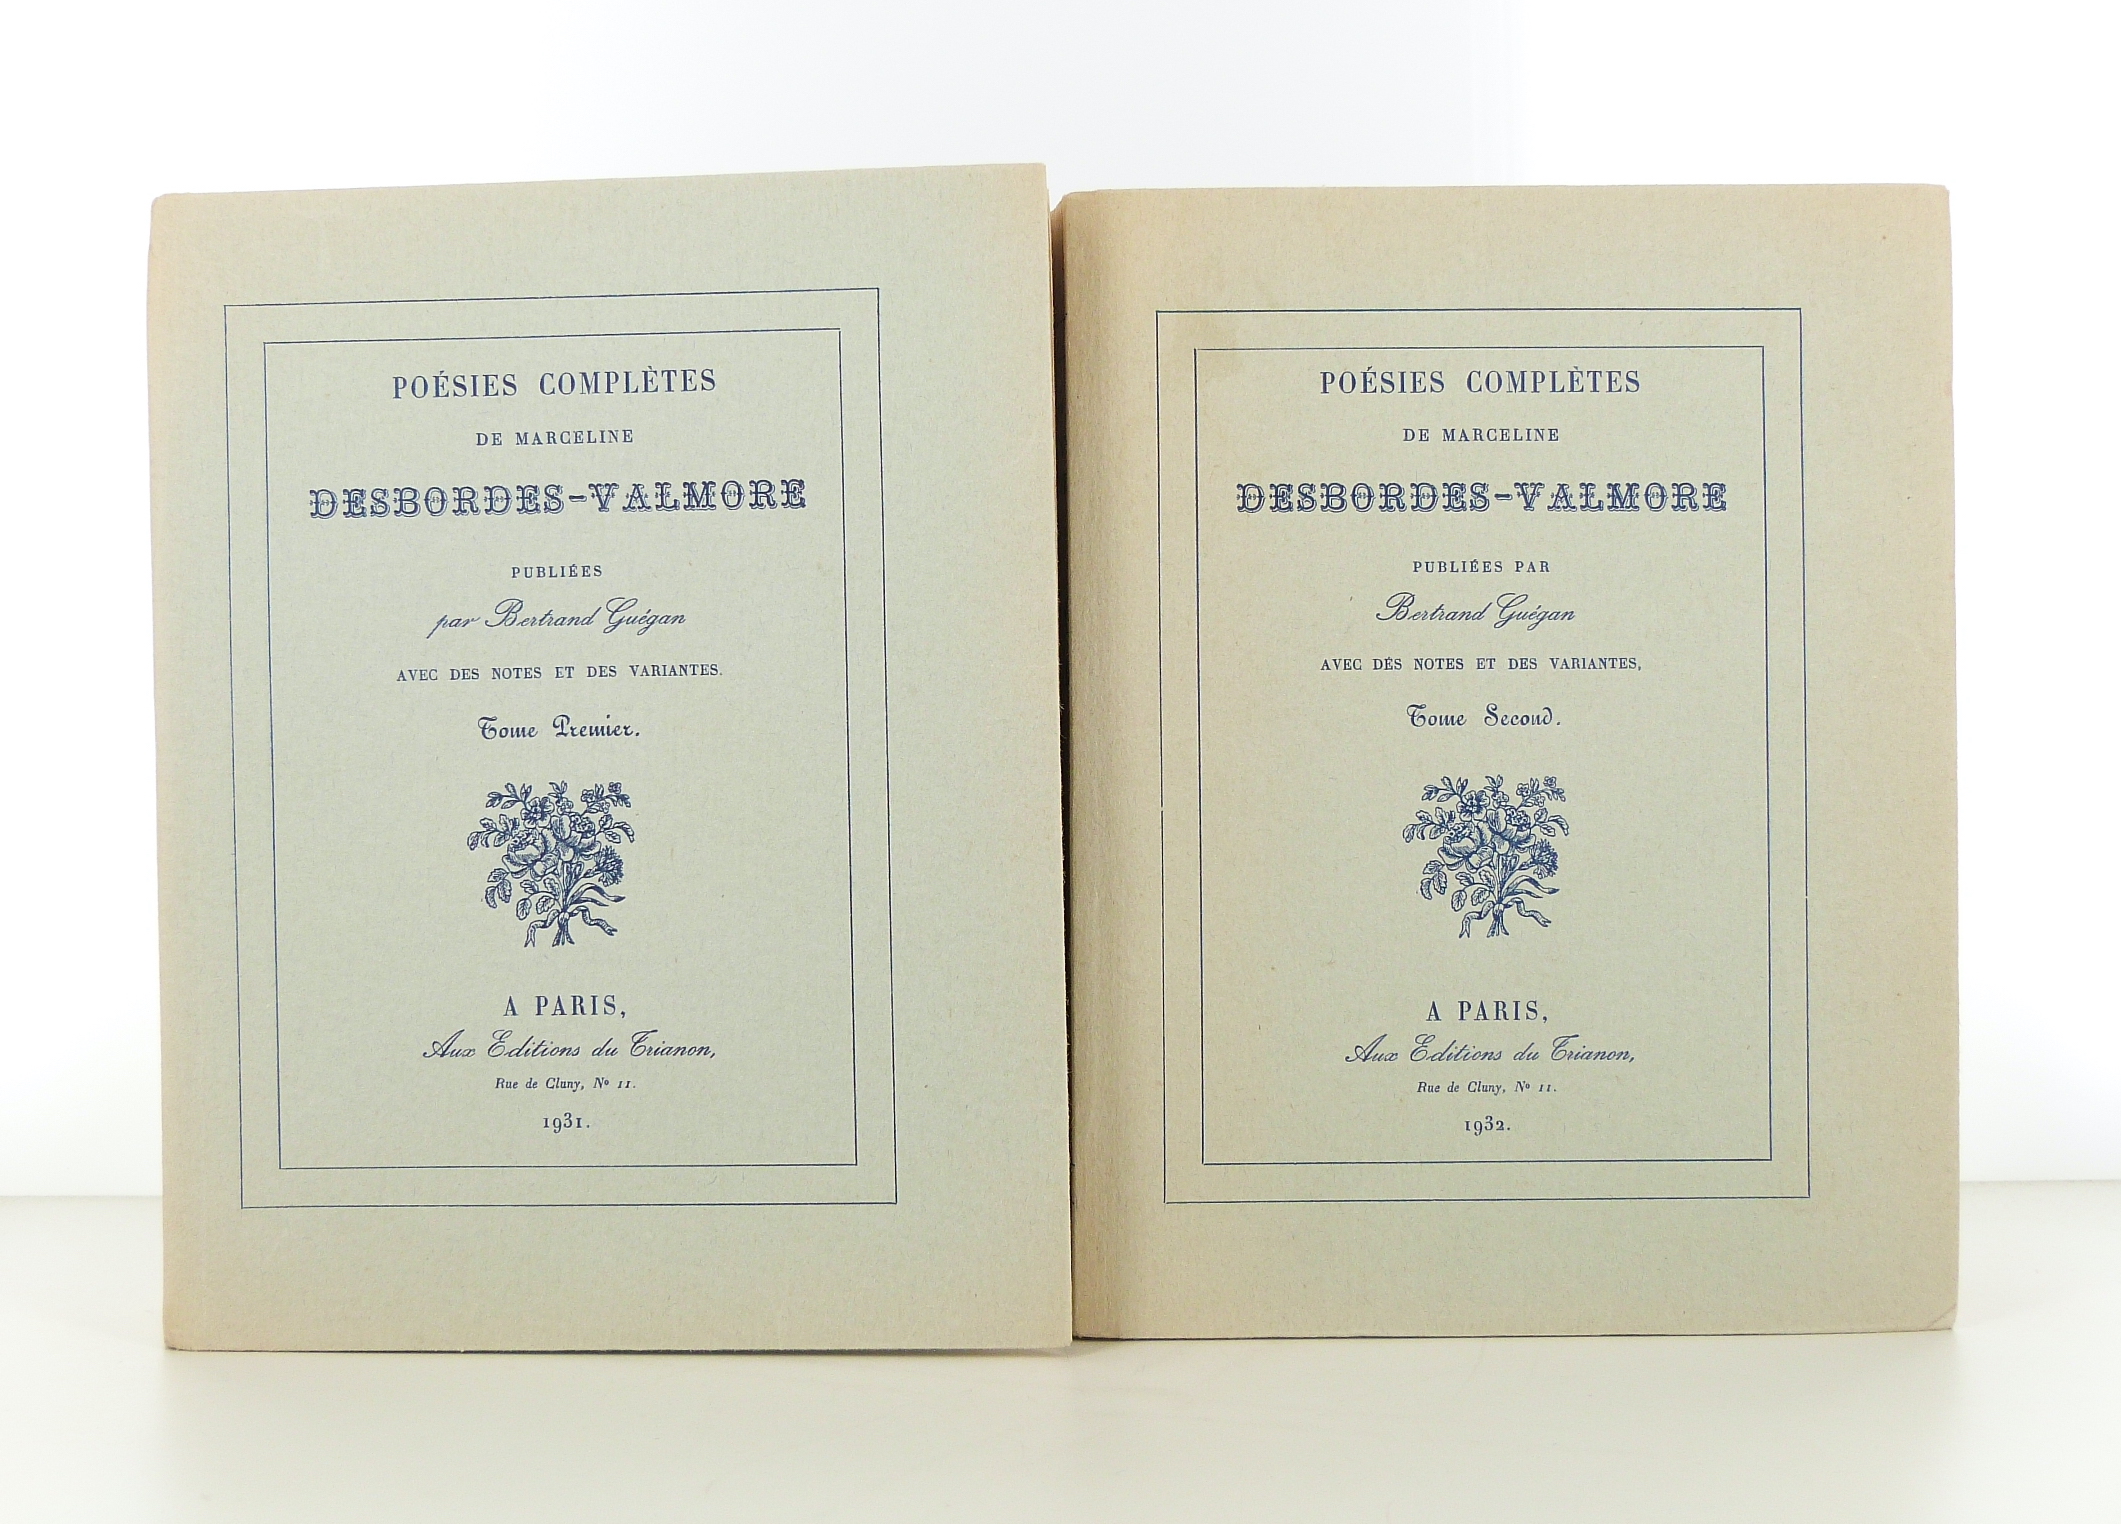 POÉSIES COMPLÈTES
DE MARCELINE
DESBORDES-VALMORE
PUBLIÉES
par Bertrand Guégan
AVEC DES NOTES ET DES VARIANTES.
Tome Premier.
A PARIS,
Aux Editions du Trianon,
Rue de Cluny, Nº 11.
1931.
POÉSIES COMPLÈTES
DE MARCELINE
DESBORDES-VALMORE
PUBLIÉES PAR
Bertrand Guégan
AVEC DÉS NOTES ET DES VARIANTES,
Tome Second.
A PARIS,
Aux Editions du Trianon,
Rue de Cluny, Nº 11.
1932.